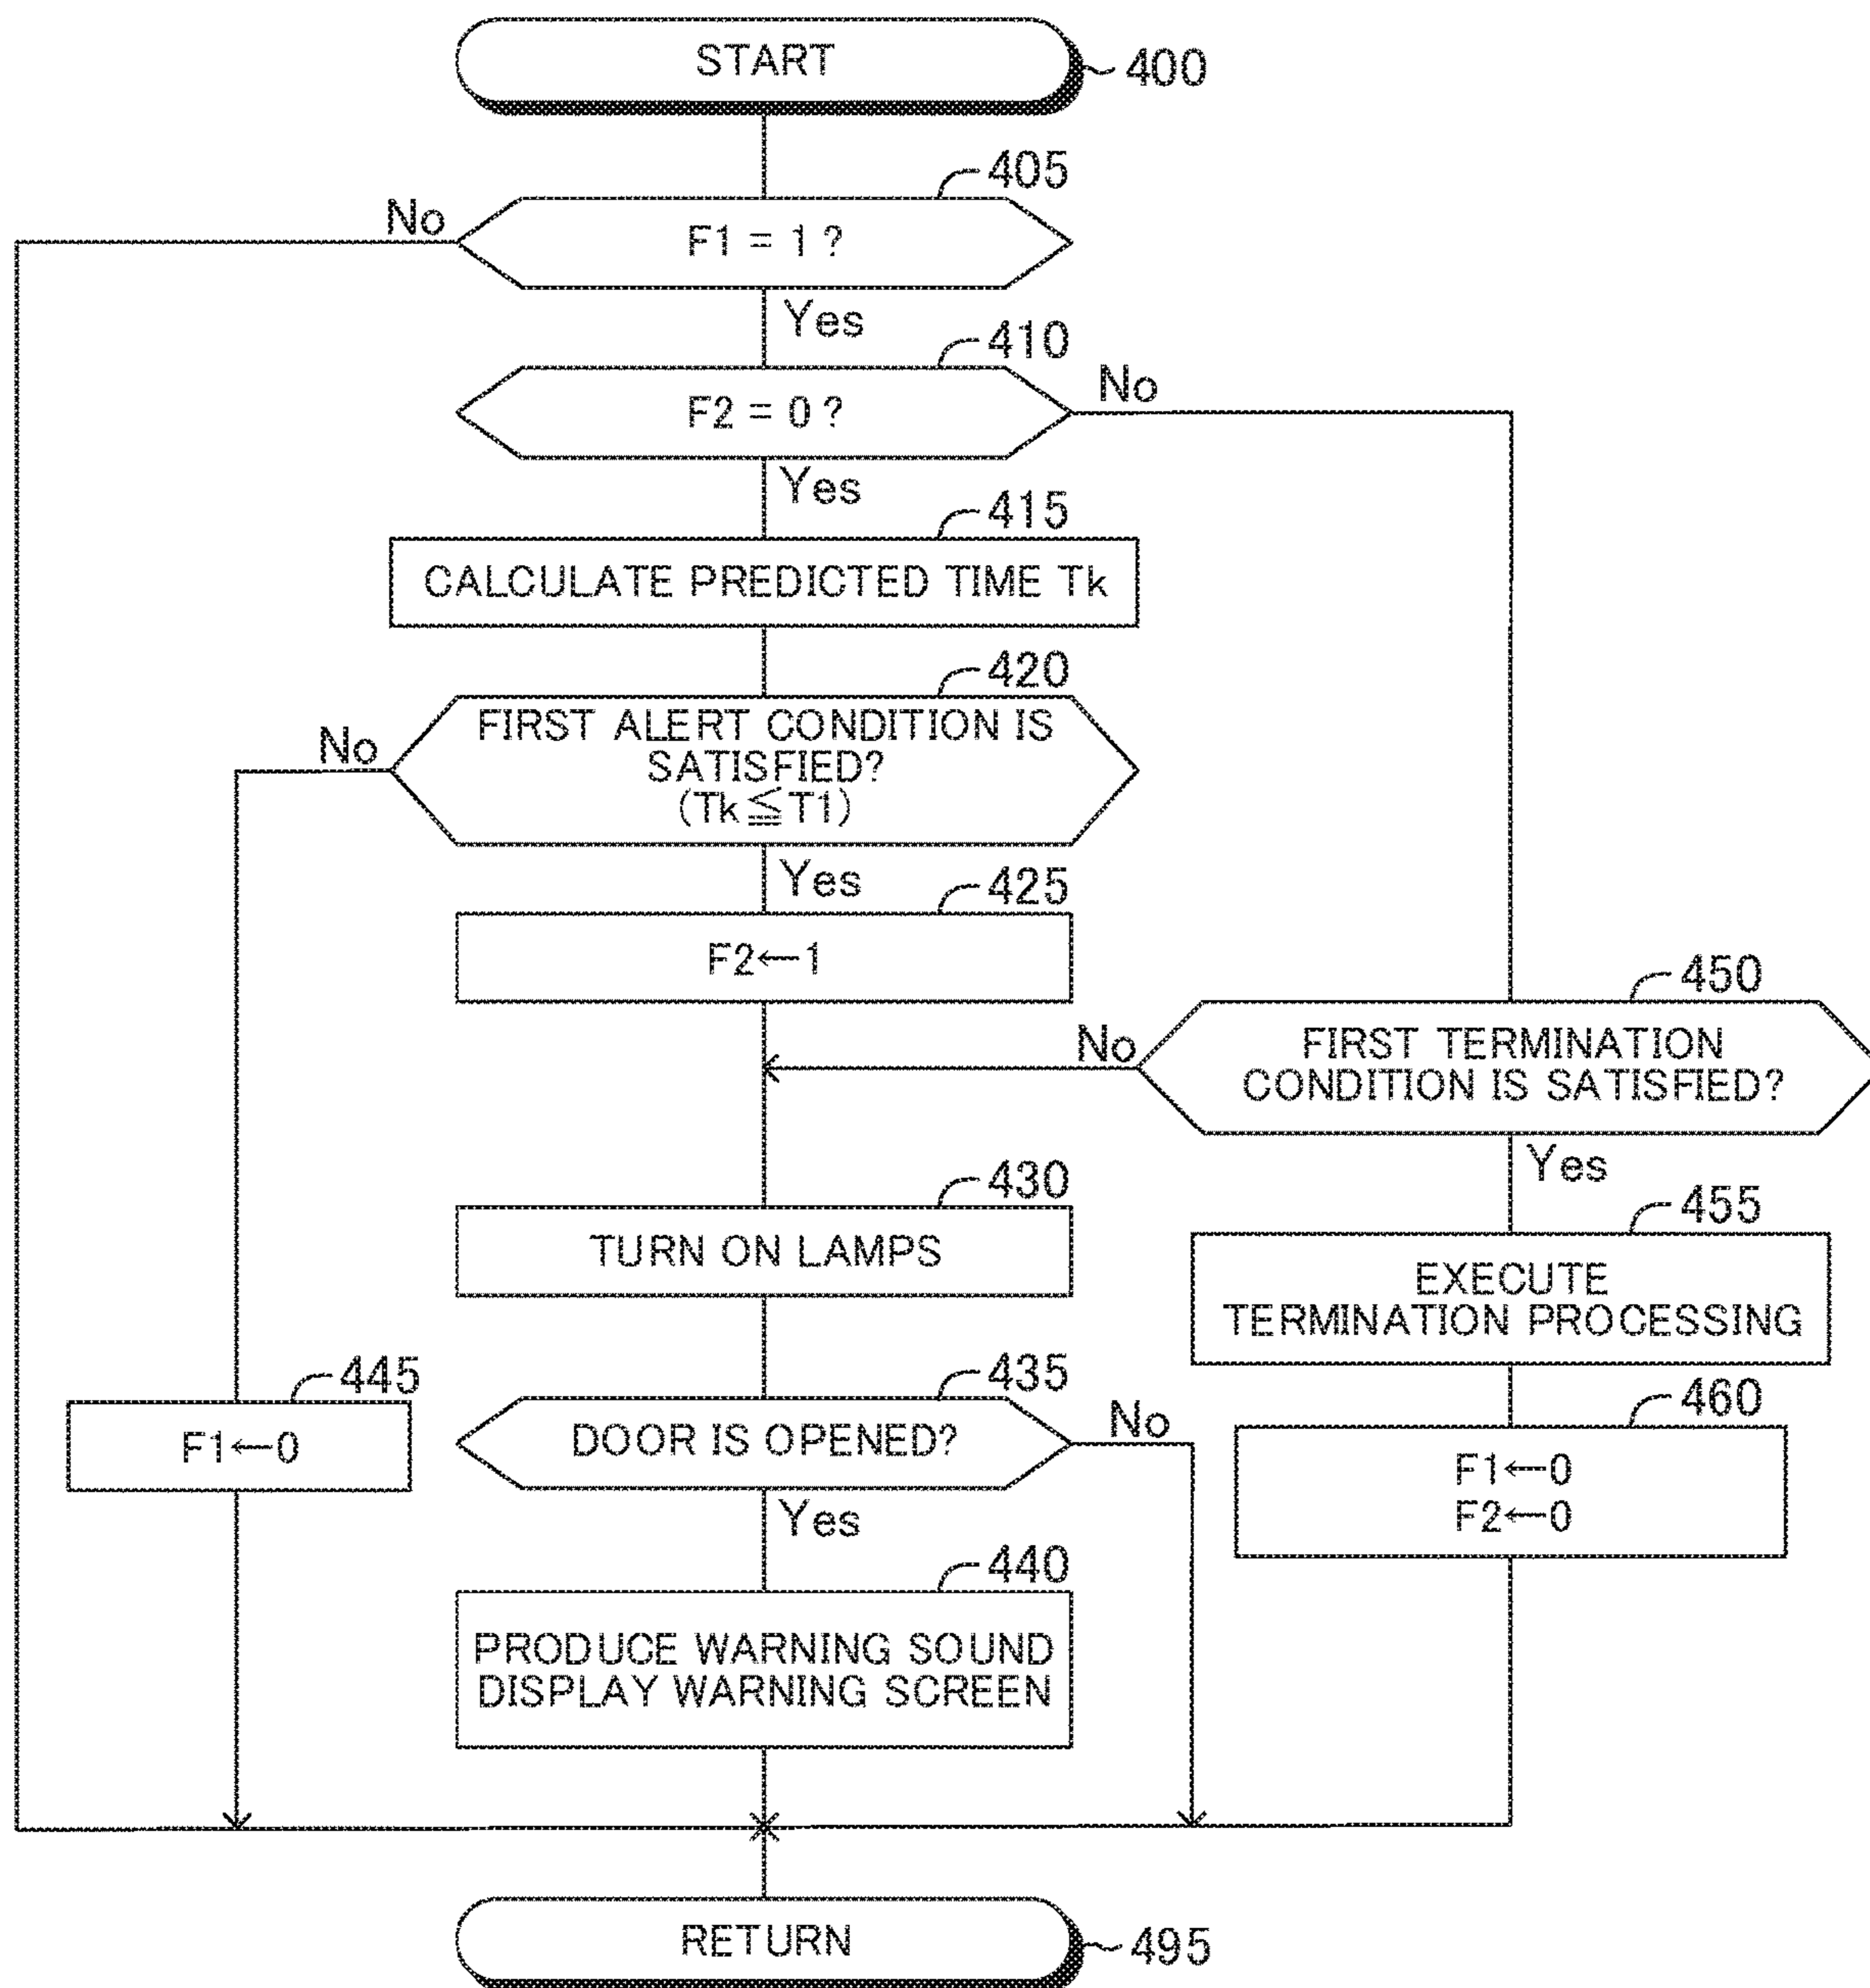 START
400
405
No
F1 = 1 ?
Yes
410
No
F2 = 0 ?
Yes
415
CALCULATE PREDICTED TIME Tk
420
No
FIRST ALERT CONDITION IS
SATISFIED?
(Tk≦T1)
Yes
425
F2←1
450
No
FIRST TERMINATION
CONDITION IS SATISFIED?
Yes
430
TURN ON LAMPS
455
EXECUTE
TERMINATION PROCESSING
445
F1←0
435
DOOR IS OPENED?
No
Yes
460
F1←0
F2←0
440
PRODUCE WARNING SOUND
DISPLAY WARNING SCREEN
RETURN
495